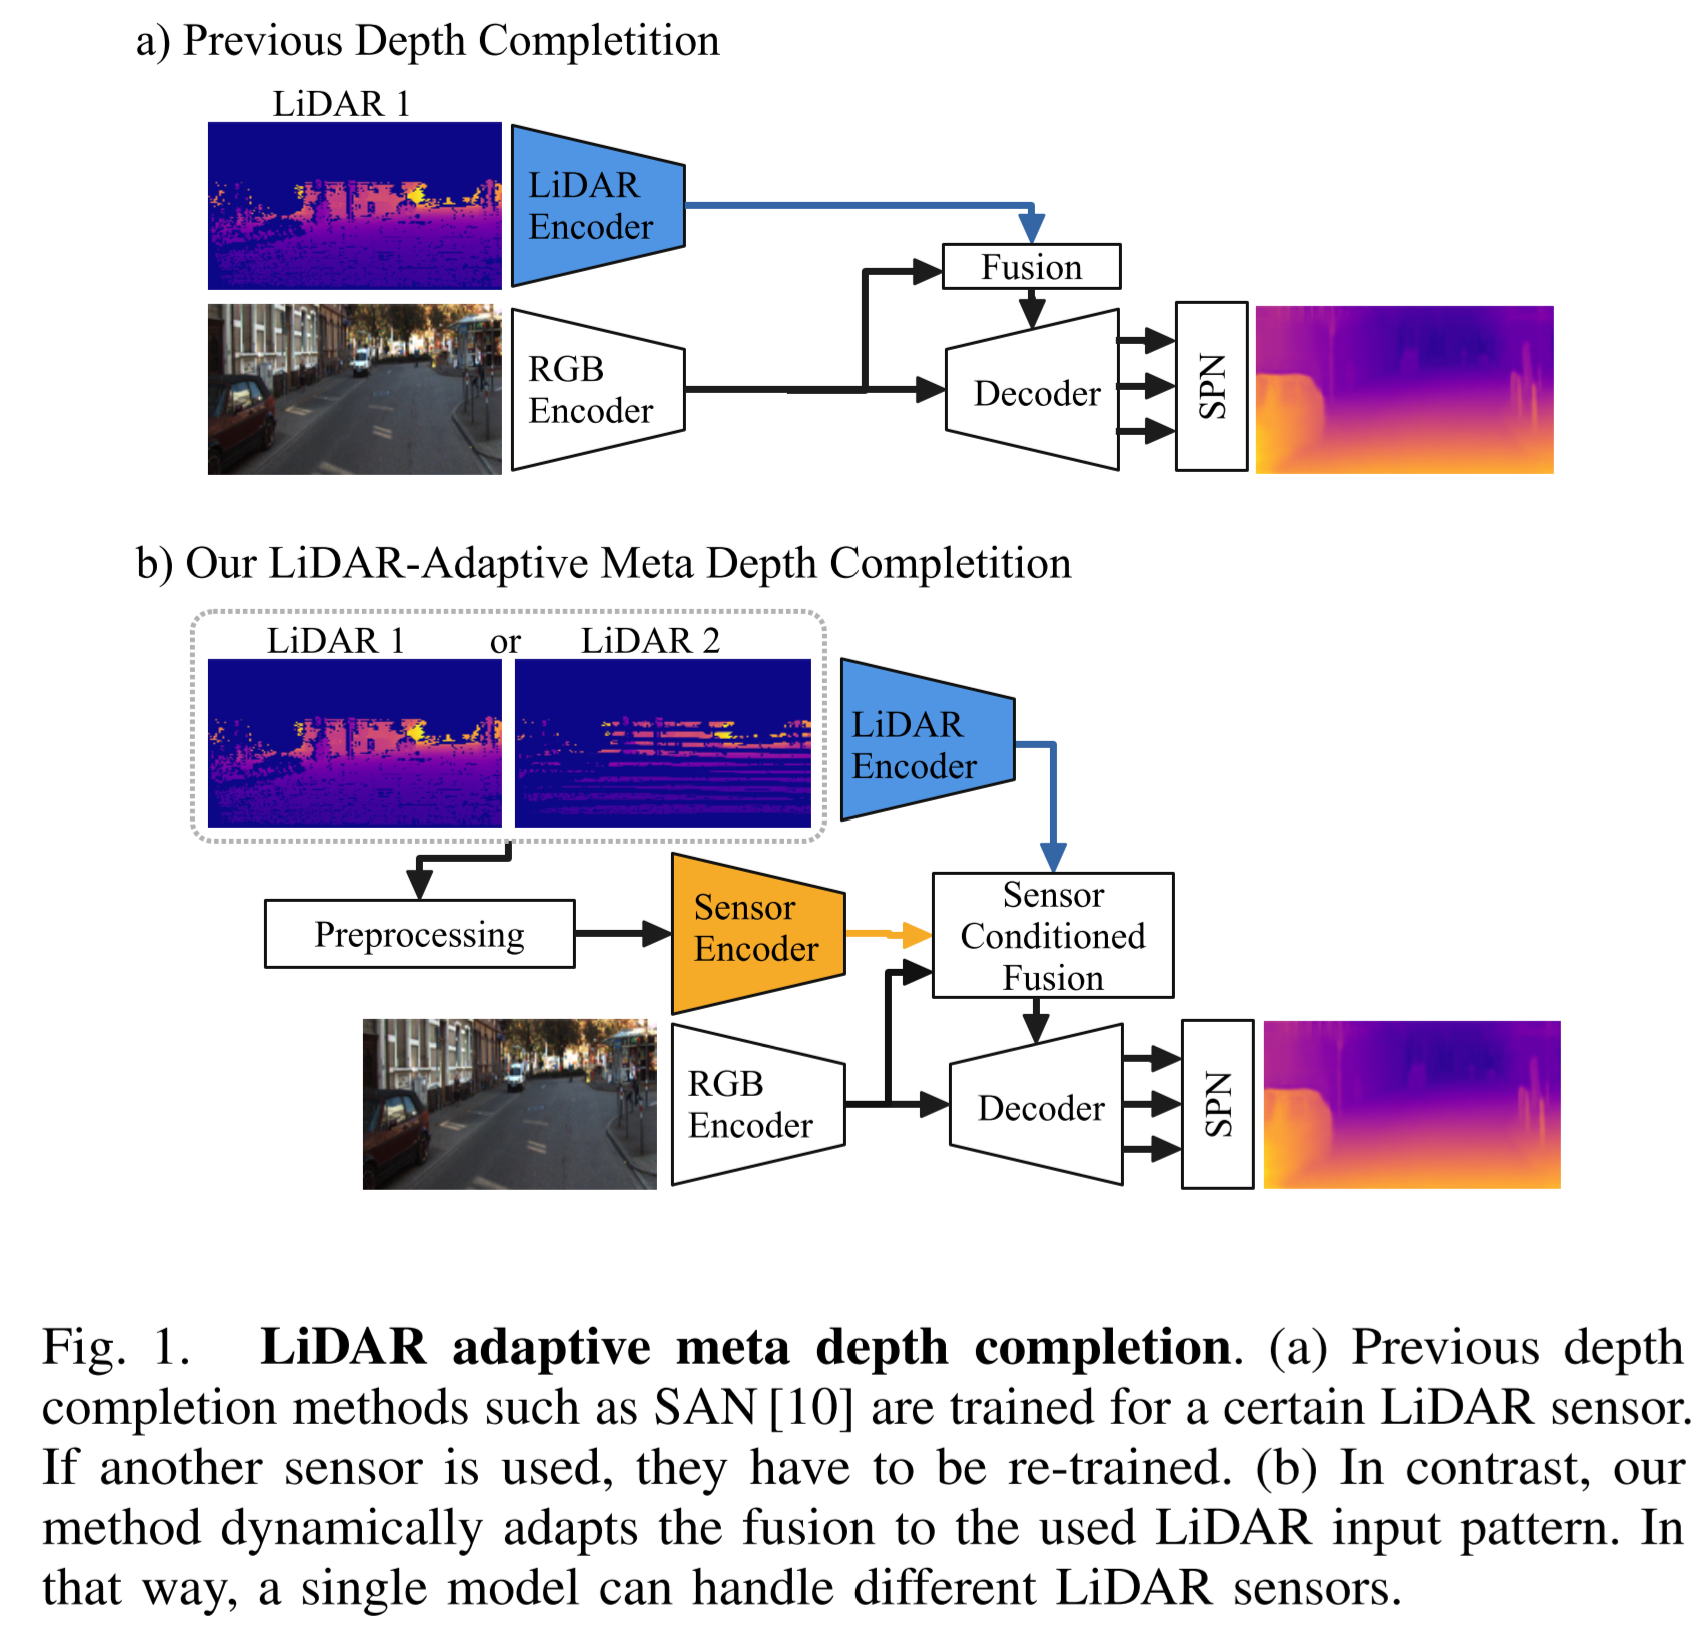 a) Previous Depth Completition
LiDAR 1
LiDAR
Encoder
Fusion
RGB
Encoder
Decoder
SPN
b) Our LiDAR-Adaptive Meta Depth Completition
LiDAR 1 or LiDAR 2
LiDAR
Encoder
Preprocessing
Sensor
Encoder
Sensor
Conditioned
Fusion
RGB
Encoder
Decoder
SPN
Fig. 1. LiDAR adaptive meta depth completion. (a) Previous depth
completion methods such as SAN [10] are trained for a certain LiDAR sensor.
If another sensor is used, they have to be re-trained. (b) In contrast, our
method dynamically adapts the fusion to the used LiDAR input pattern. In
that way, a single model can handle different LiDAR sensors.